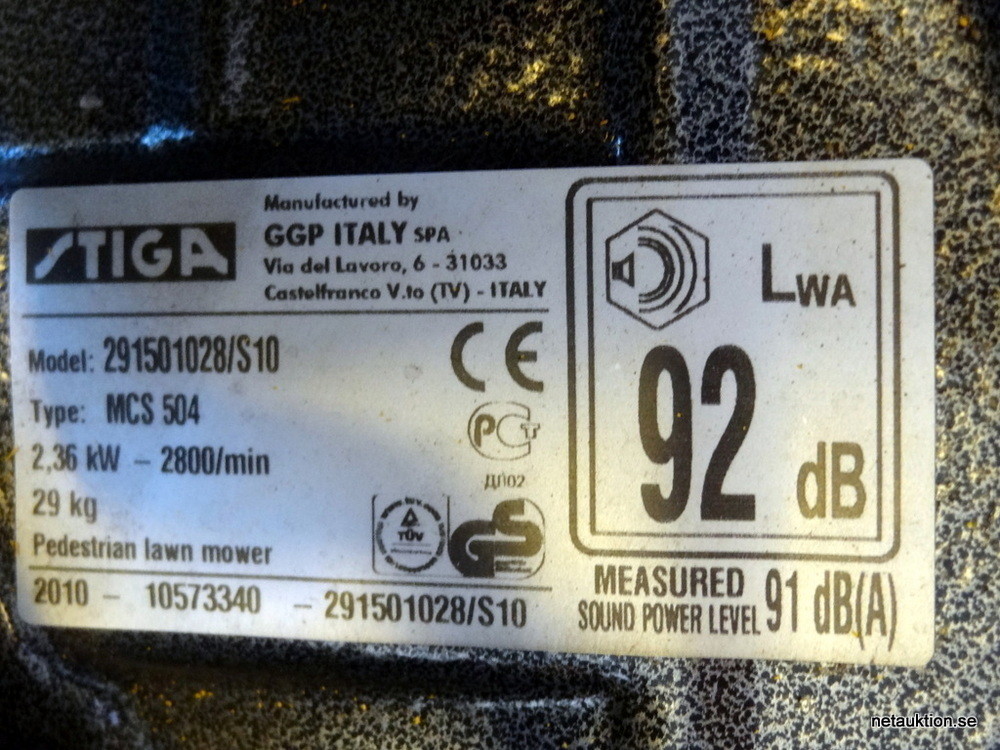 STIGA
Manufactured by
GGP ITALY SPA
Via del Lavoro, 6 - 31033
Castelfranco V.to (TV) - ITALY
Model: 291501028/S10
Type: MCS 504
2,36 kW - 2800/min
29 kg
Pedestrian lawn mower
2010 - 10573340 - 291501028/S10
CE
PCT
ДЛ02
TÜV
GS
LWA
92 dB
MEASURED
SOUND POWER LEVEL 91 dB(A)
netauktion.se